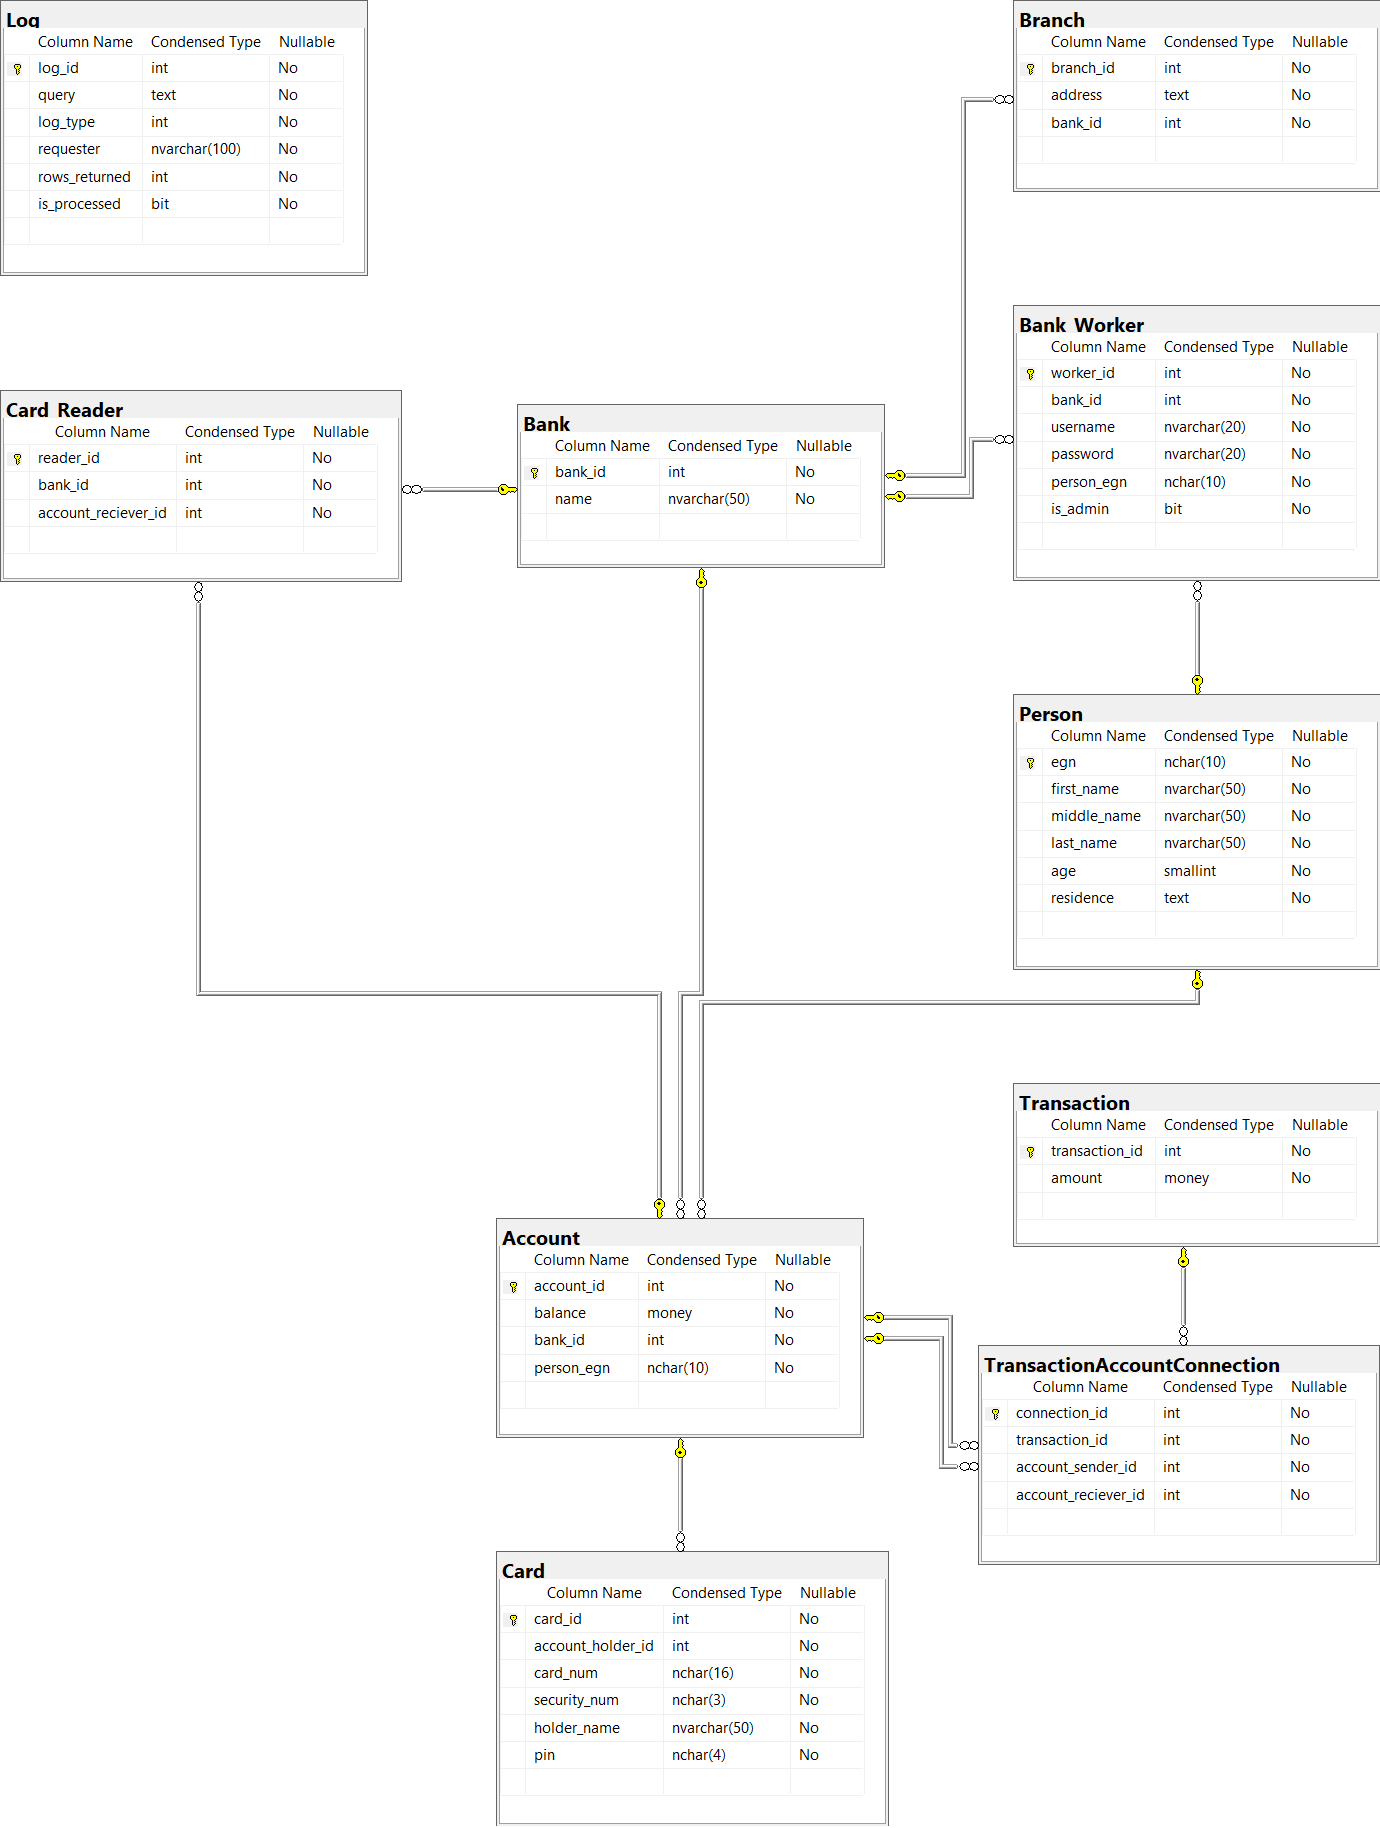 Log
Column Name Condensed Type Nullable
log_id int No
query text No
log_type int No
requester nvarchar(100) No
rows_returned int No
is_processed bit No
Branch
Column Name Condensed Type Nullable
branch_id int No
address text No
bank_id int No
Bank_Worker
Column Name Condensed Type Nullable
worker_id int No
bank_id int No
username nvarchar(20) No
password nvarchar(20) No
person_egn nchar(10) No
is_admin bit No
Card_Reader
Column Name Condensed Type Nullable
reader_id int No
bank_id int No
account_reciever_id int No
Bank
Column Name Condensed Type Nullable
bank_id int No
name nvarchar(50) No
Person
Column Name Condensed Type Nullable
egn nchar(10) No
first_name nvarchar(50) No
middle_name nvarchar(50) No
last_name nvarchar(50) No
age smallint No
residence text No
Transaction
Column Name Condensed Type Nullable
transaction_id int No
amount money No
Account
Column Name Condensed Type Nullable
account_id int No
balance money No
bank_id int No
person_egn nchar(10) No
TransactionAccountConnection
Column Name Condensed Type Nullable
connection_id int No
transaction_id int No
account_sender_id int No
account_reciever_id int No
Card
Column Name Condensed Type Nullable
card_id int No
account_holder_id int No
card_num nchar(16) No
security_num nchar(3) No
holder_name nvarchar(50) No
pin nchar(4) No